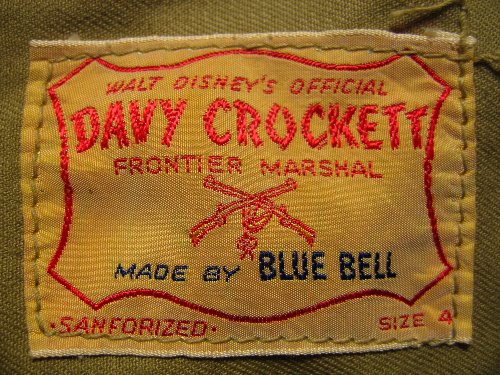 WALT DISNEY'S OFFICIAL
DAVY CROCKETT
FRONTIER MARSHAL
MADE BY BLUE BELL
·SANFORIZED· SIZE 4